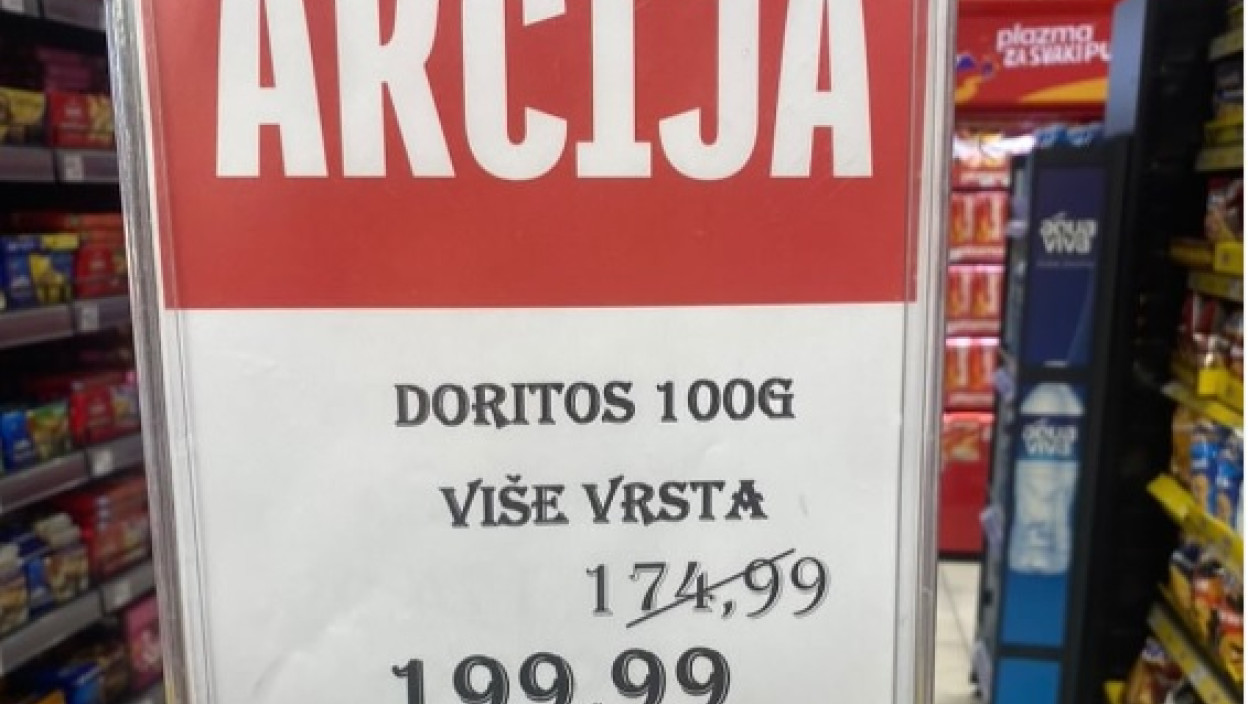 AKCIJA
DORITOS 100G
VIŠE VRSTA
174,99
199,99
plazma
ZA SVAKI
aqua
viva
aqua
viva